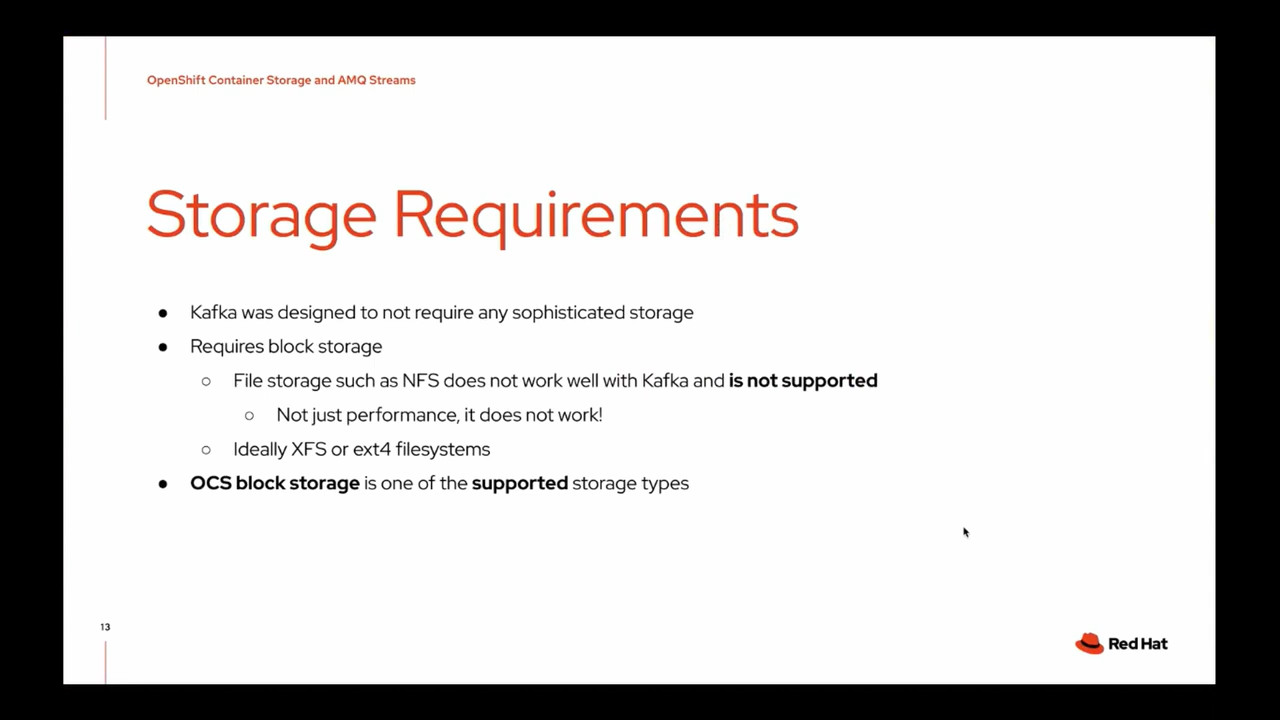 OpenShift Container Storage and AMQ Streams
Storage Requirements
● Kafka was designed to not require any sophisticated storage
● Requires block storage
○ File storage such as NFS does not work well with Kafka and is not supported
○ Not just performance, it does not work!
○ Ideally XFS or ext4 filesystems
● OCS block storage is one of the supported storage types
13
Red Hat